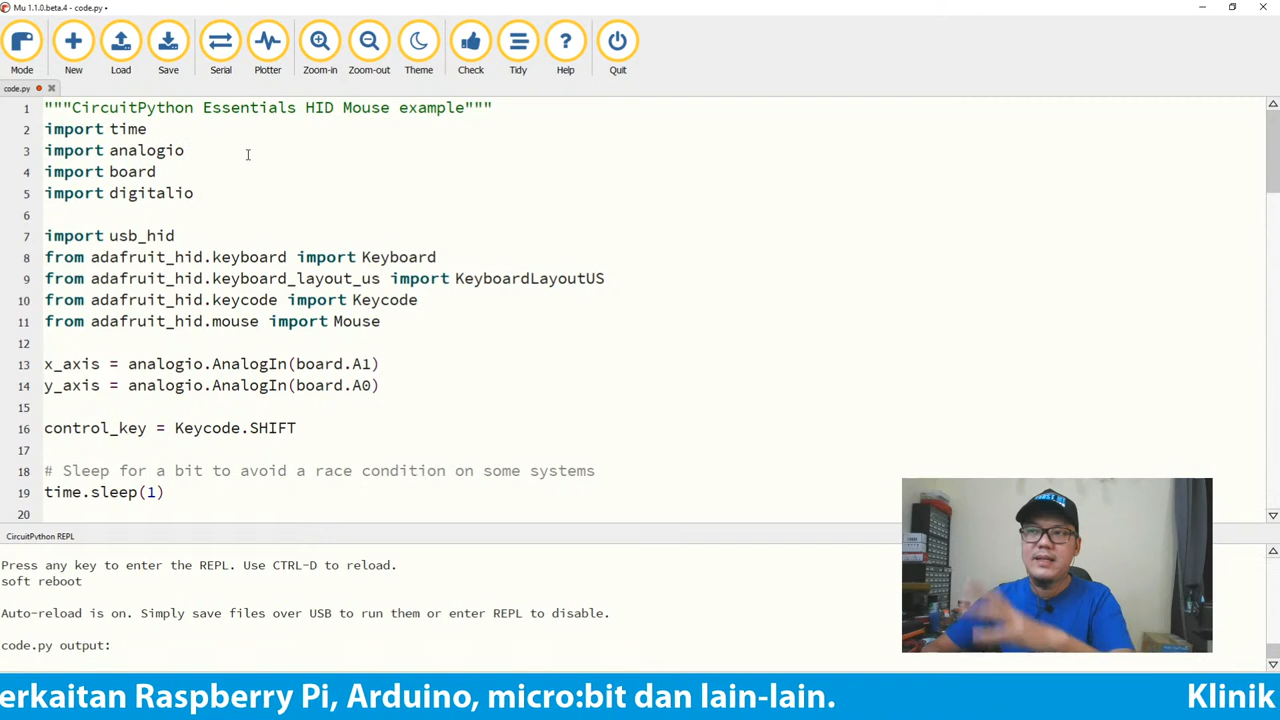 Mu 1.1.0.beta.4 - code.py •
Mode New Load Save Serial Plotter Zoom-in Zoom-out Theme Check Tidy Help Quit
code.py
1 """CircuitPython Essentials HID Mouse example"""
2 import time
3 import analogio
4 import board
5 import digitalio
6
7 import usb_hid
8 from adafruit_hid.keyboard import Keyboard
9 from adafruit_hid.keyboard_layout_us import KeyboardLayoutUS
10 from adafruit_hid.keycode import Keycode
11 from adafruit_hid.mouse import Mouse
12
13 x_axis = analogio.AnalogIn(board.A1)
14 y_axis = analogio.AnalogIn(board.A0)
15
16 control_key = Keycode.SHIFT
17
18 # Sleep for a bit to avoid a race condition on some systems
19 time.sleep(1)
20
CircuitPython REPL
Press any key to enter the REPL. Use CTRL-D to reload.
soft reboot
Auto-reload is on. Simply save files over USB to run them or enter REPL to disable.
code.py output:
erkaitan Raspberry Pi, Arduino, micro:bit dan lain-lain. Klinik